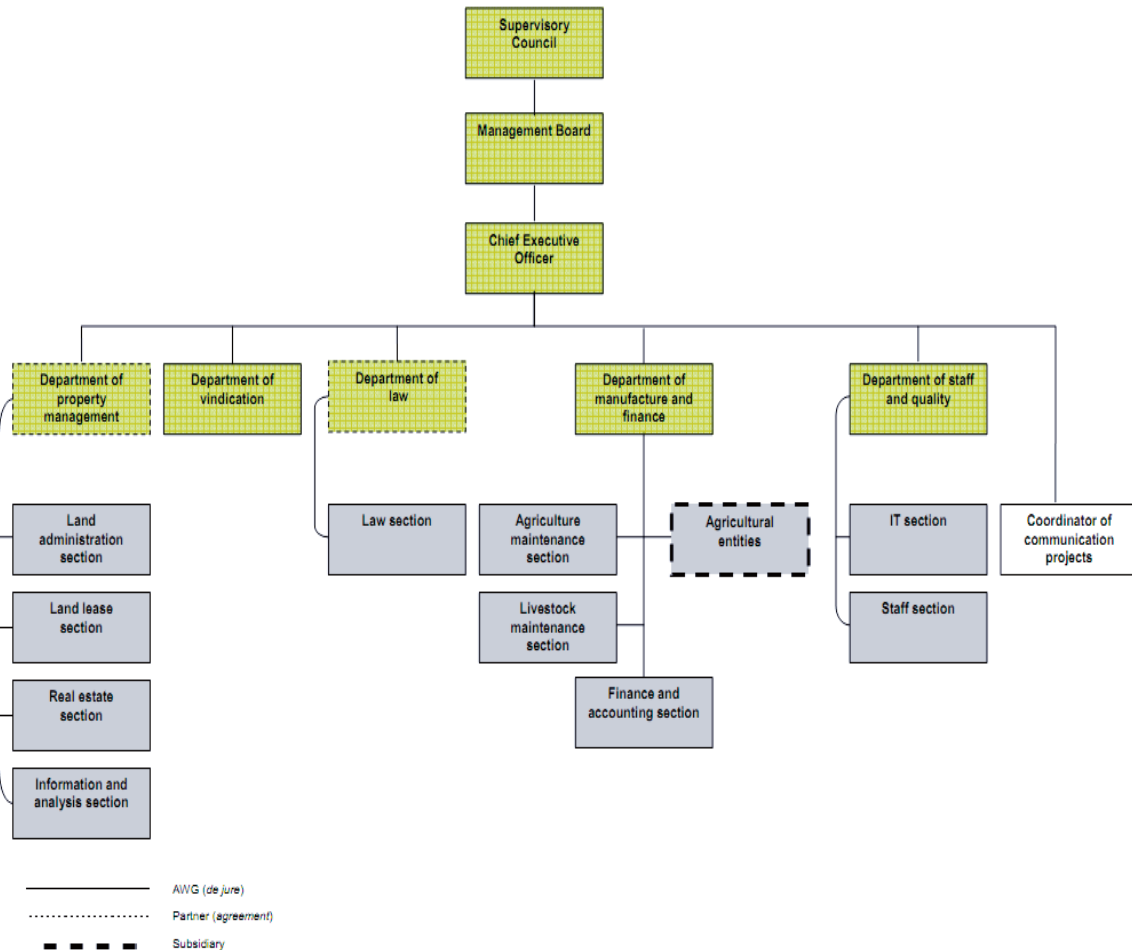 Supervisory
Council
Management Board
Chief Executive
Officer
Department of
property
management
Department of
vindication
Department of
law
Department of
manufacture and
finance
Department of staff
and quality
Land
administration
section
Law section
Agriculture
maintenance
section
Agricultural
entities
IT section
Coordinator of
communication
projects
Land lease
section
Livestock
maintenance
section
Staff section
Real estate
section
Finance and
accounting section
Information and
analysis section
AWG (de jure)
Partner (agreement)
Subsidiary